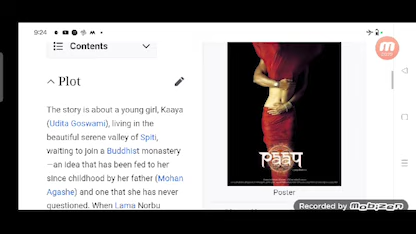 9:24
Contents
Plot
The story is about a young girl, Kaaya
(Udita Goswami), living in the
beautiful serene valley of Spiti,
waiting to join a Buddhist monastery
—an idea that has been fed to her
since childhood by her father (Mohan
Agashe) and one that she has never
questioned. When Lama Norbu
Poster
Recorded by mobizen